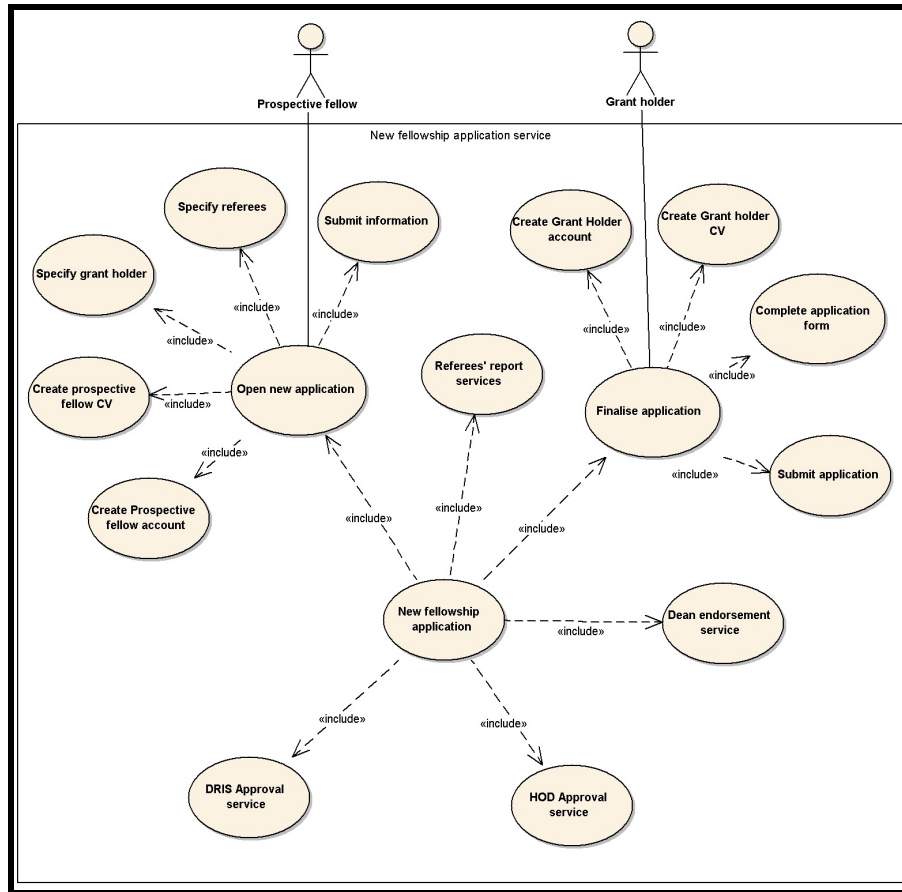 Prospective fellow
Grant holder
New fellowship application service
Specify referees
Submit information
Create Grant Holder
account
Create Grant holder
CV
Specify grant holder
«include»
«include»
«include»
«include»
«include»
Complete application
form
Create prospective
fellow CV
«include»
Open new application
Referees' report
services
«include»
Finalise application
«include»
Create Prospective
fellow account
«include»
Submit application
«include»
«include»
«include»
New fellowship
application
Dean endorsement
service
«include»
«include»
«include»
DRIS Approval
service
HOD Approval
service